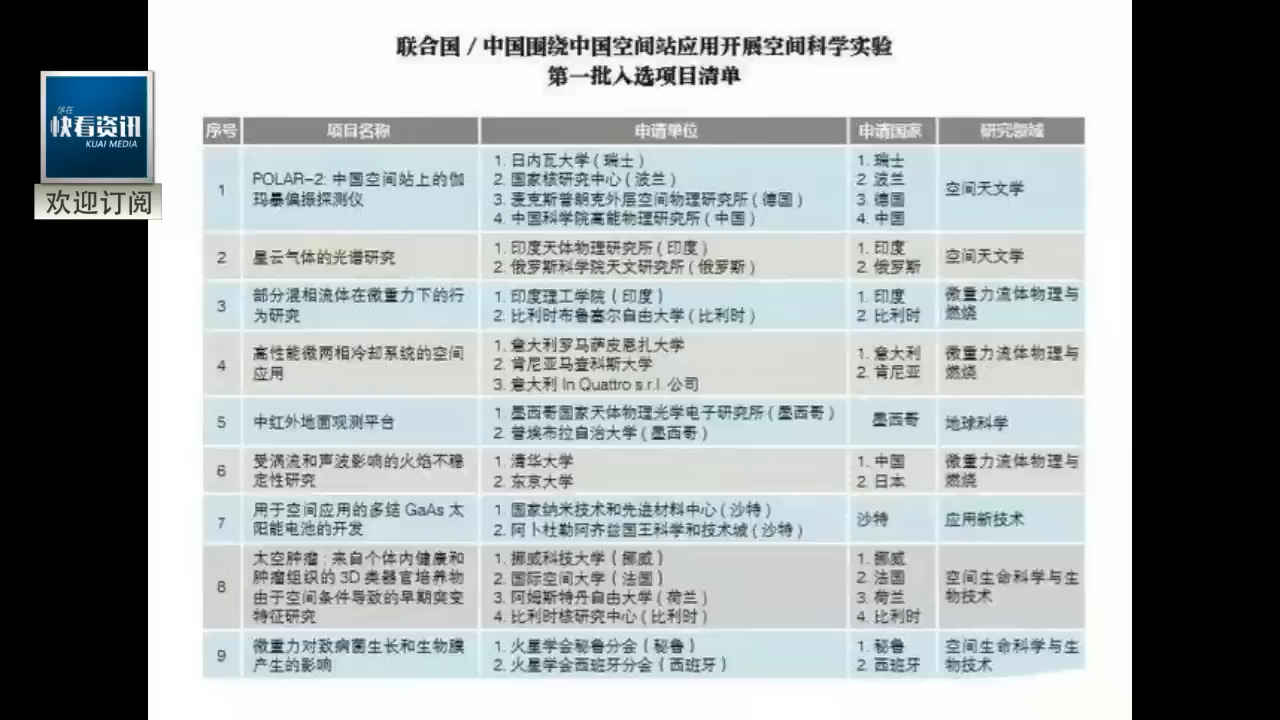 联合国/中国围绕中国空间站应用开展空间科学实验
第一批入选项目清单
尽在
快看资讯
KUAI MEDIA
欢迎订阅
序号 项目名称 申请单位 申请国家 研究领域
1
POLAR-2: 中国空间站上的伽
玛暴偏振探测仪
1. 日内瓦大学(瑞士)
2. 国家核研究中心(波兰)
3. 麦克斯普朗克外层空间物理研究所(德国)
4. 中国科学院高能物理研究所(中国)
1. 瑞士
2. 波兰
3. 德国
4. 中国
空间天文学
2
星云气体的光谱研究
1. 印度天体物理研究所(印度)
2. 俄罗斯科学院天文研究所(俄罗斯)
1. 印度
2. 俄罗斯
空间天文学
3
部分混相流体在微重力下的行
为研究
1. 印度理工学院(印度)
2. 比利时布鲁塞尔自由大学(比利时)
1. 印度
2. 比利时
微重力流体物理与
燃烧
4
高性能微两相冷却系统的空间
应用
1. 意大利罗马萨皮恩扎大学
2. 肯尼亚马查科斯大学
3. 意大利 In Quattro s.r.l. 公司
1. 意大利
2. 肯尼亚
微重力流体物理与
燃烧
5
中红外地面观测平台
1. 墨西哥国家天体物理光学电子研究所(墨西哥)
2. 普埃布拉自治大学(墨西哥)
墨西哥
地球科学
6
受涡流和声波影响的火焰不稳
定性研究
1. 清华大学
2. 东京大学
1. 中国
2. 日本
微重力流体物理与
燃烧
7
用于空间应用的多结 GaAs 太
阳能电池的开发
1. 国家纳米技术和先进材料中心(沙特)
2. 阿卜杜勒阿齐兹国王科学和技术城(沙特)
沙特
应用新技术
8
太空肿瘤:来自个体内健康和
肿瘤组织的 3D 类器官培养物
由于空间条件导致的早期突变
特征研究
1. 挪威科技大学(挪威)
2. 国际空间大学(法国)
3. 阿姆斯特丹自由大学(荷兰)
4. 比利时核研究中心(比利时)
1. 挪威
2. 法国
3. 荷兰
4. 比利时
空间生命科学与生
物技术
9
微重力对致病菌生长和生物膜
产生的影响
1. 火星学会秘鲁分会(秘鲁)
2. 火星学会西班牙分会(西班牙)
1. 秘鲁
2. 西班牙
空间生命科学与生
物技术